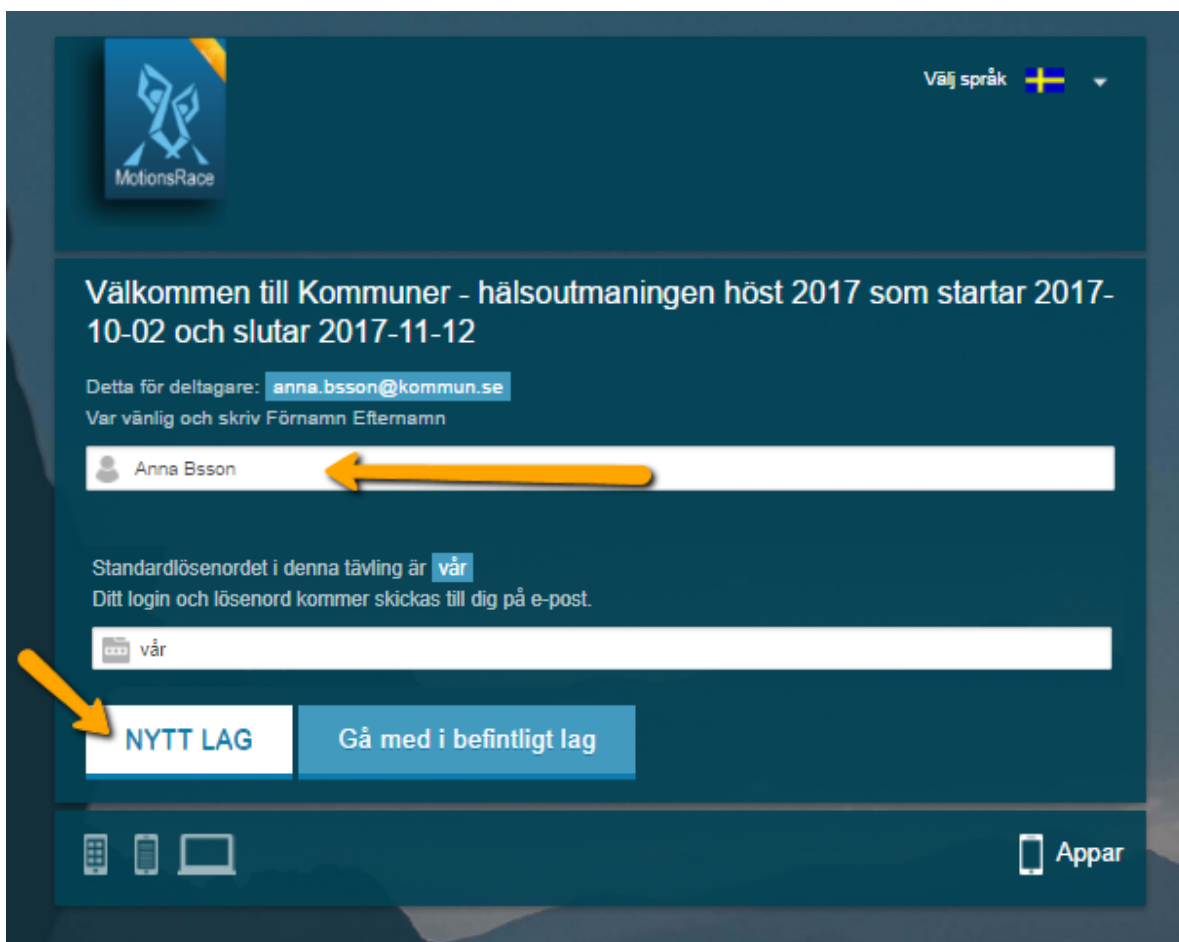 Välj språk
MotionsRace
Välkommen till Kommuner - hälsoutmaningen höst 2017 som startar 2017-
10-02 och slutar 2017-11-12
Detta för deltagare: anna.bsson@kommun.se
Var vänlig och skriv Förnamn Efternamn
Anna Bsson
Standardlösenordet i denna tävling är vår
Ditt login och lösenord kommer skickas till dig på e-post.
vår
NYTT LAG Gå med i befintligt lag
Appar